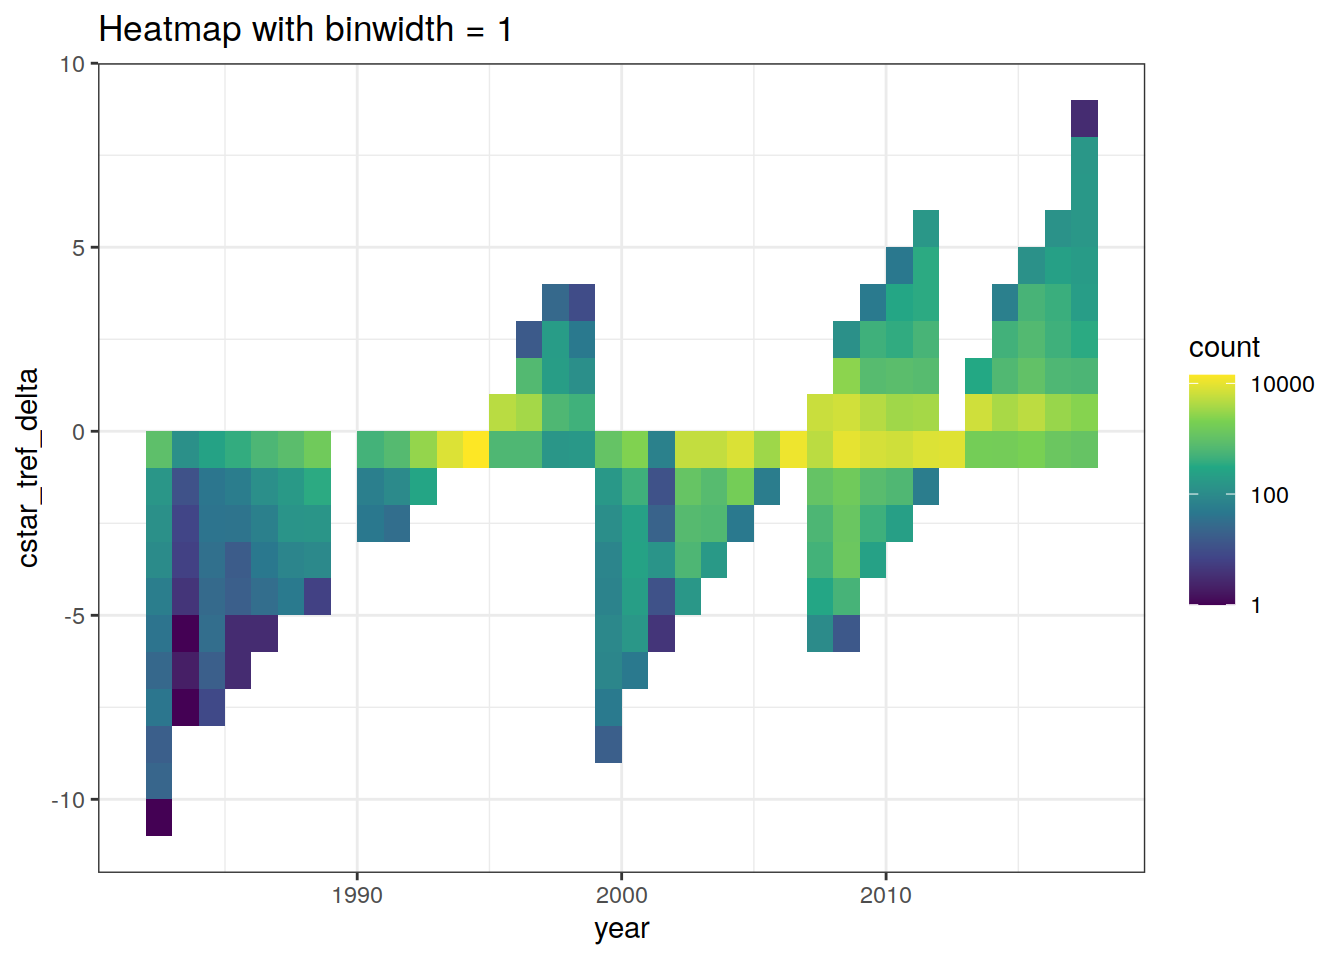 Heatmap with binwidth = 1
10
5
0
-5
-10
cstar_tref_delta
1990
2000
2010
year
count
10000
100
1